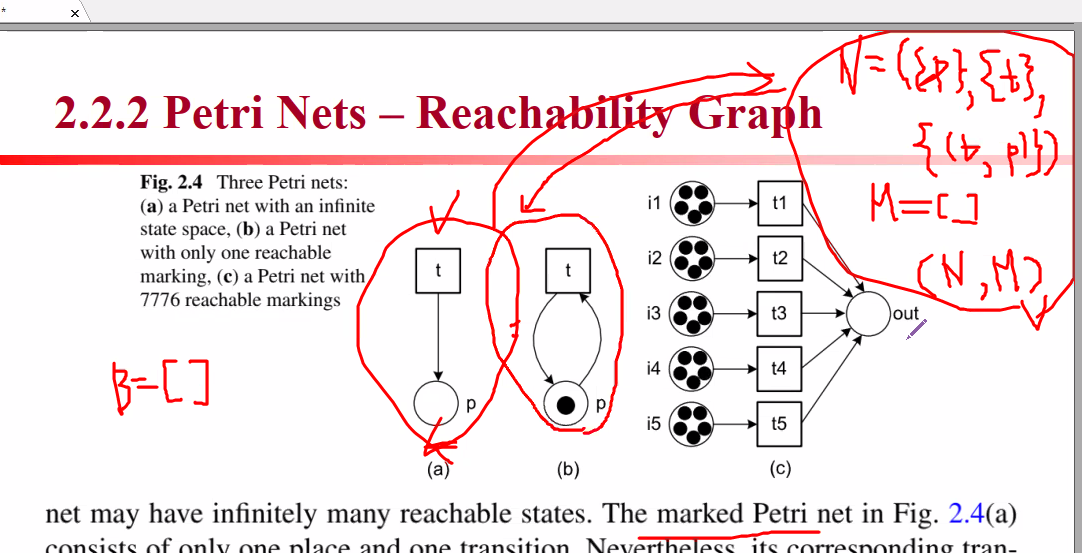 2.2.2 Petri Nets – Reachability Graph
N=({p},{t},
{(t,p)})
M=[]
(N,M)
Fig. 2.4 Three Petri nets:
(a) a Petri net with an infinite
state space, (b) a Petri net
with only one reachable
marking, (c) a Petri net with
7776 reachable markings
B=[]
t
p
(a)
t
p
(b)
i1 t1
i2 t2
i3 t3 out
i4 t4
i5 t5
(c)
net may have infinitely many reachable states. The marked Petri net in Fig. 2.4(a)
consists of only one place and one transition. Nevertheless, its corresponding tran-